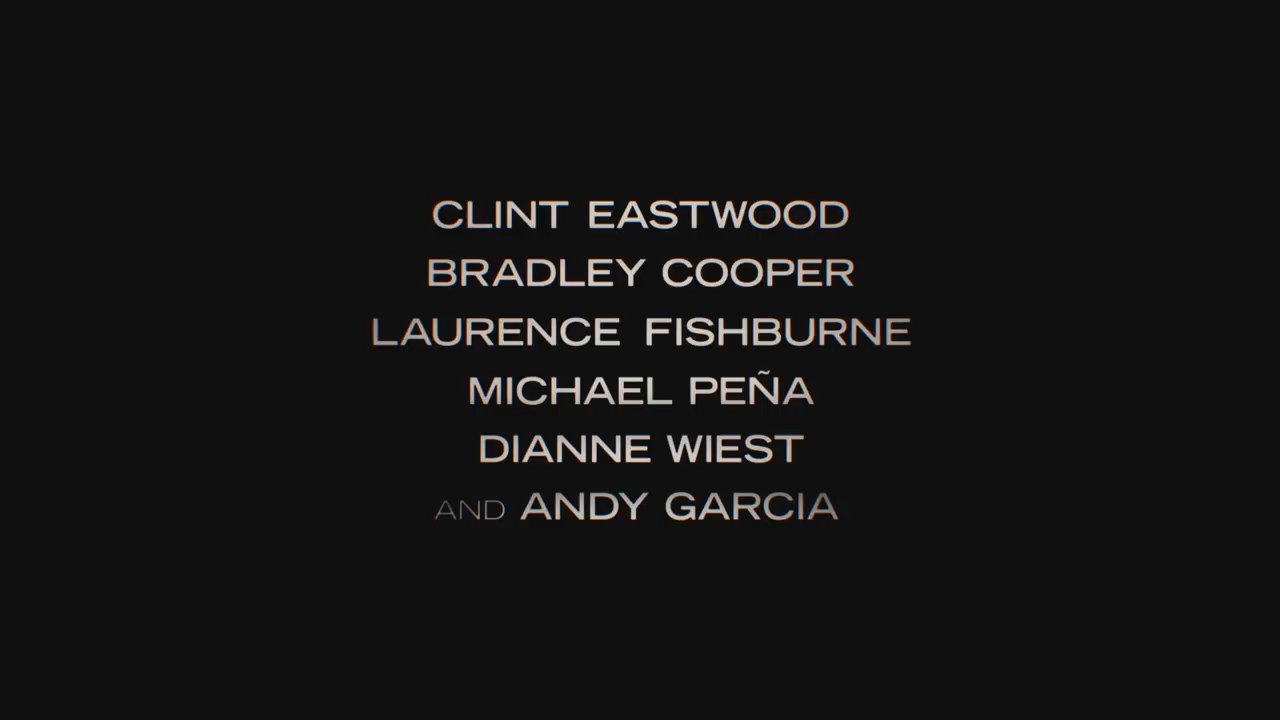 CLINT EASTWOOD
BRADLEY COOPER
LAURENCE FISHBURNE
MICHAEL PEÑA
DIANNE WIEST
AND ANDY GARCIA